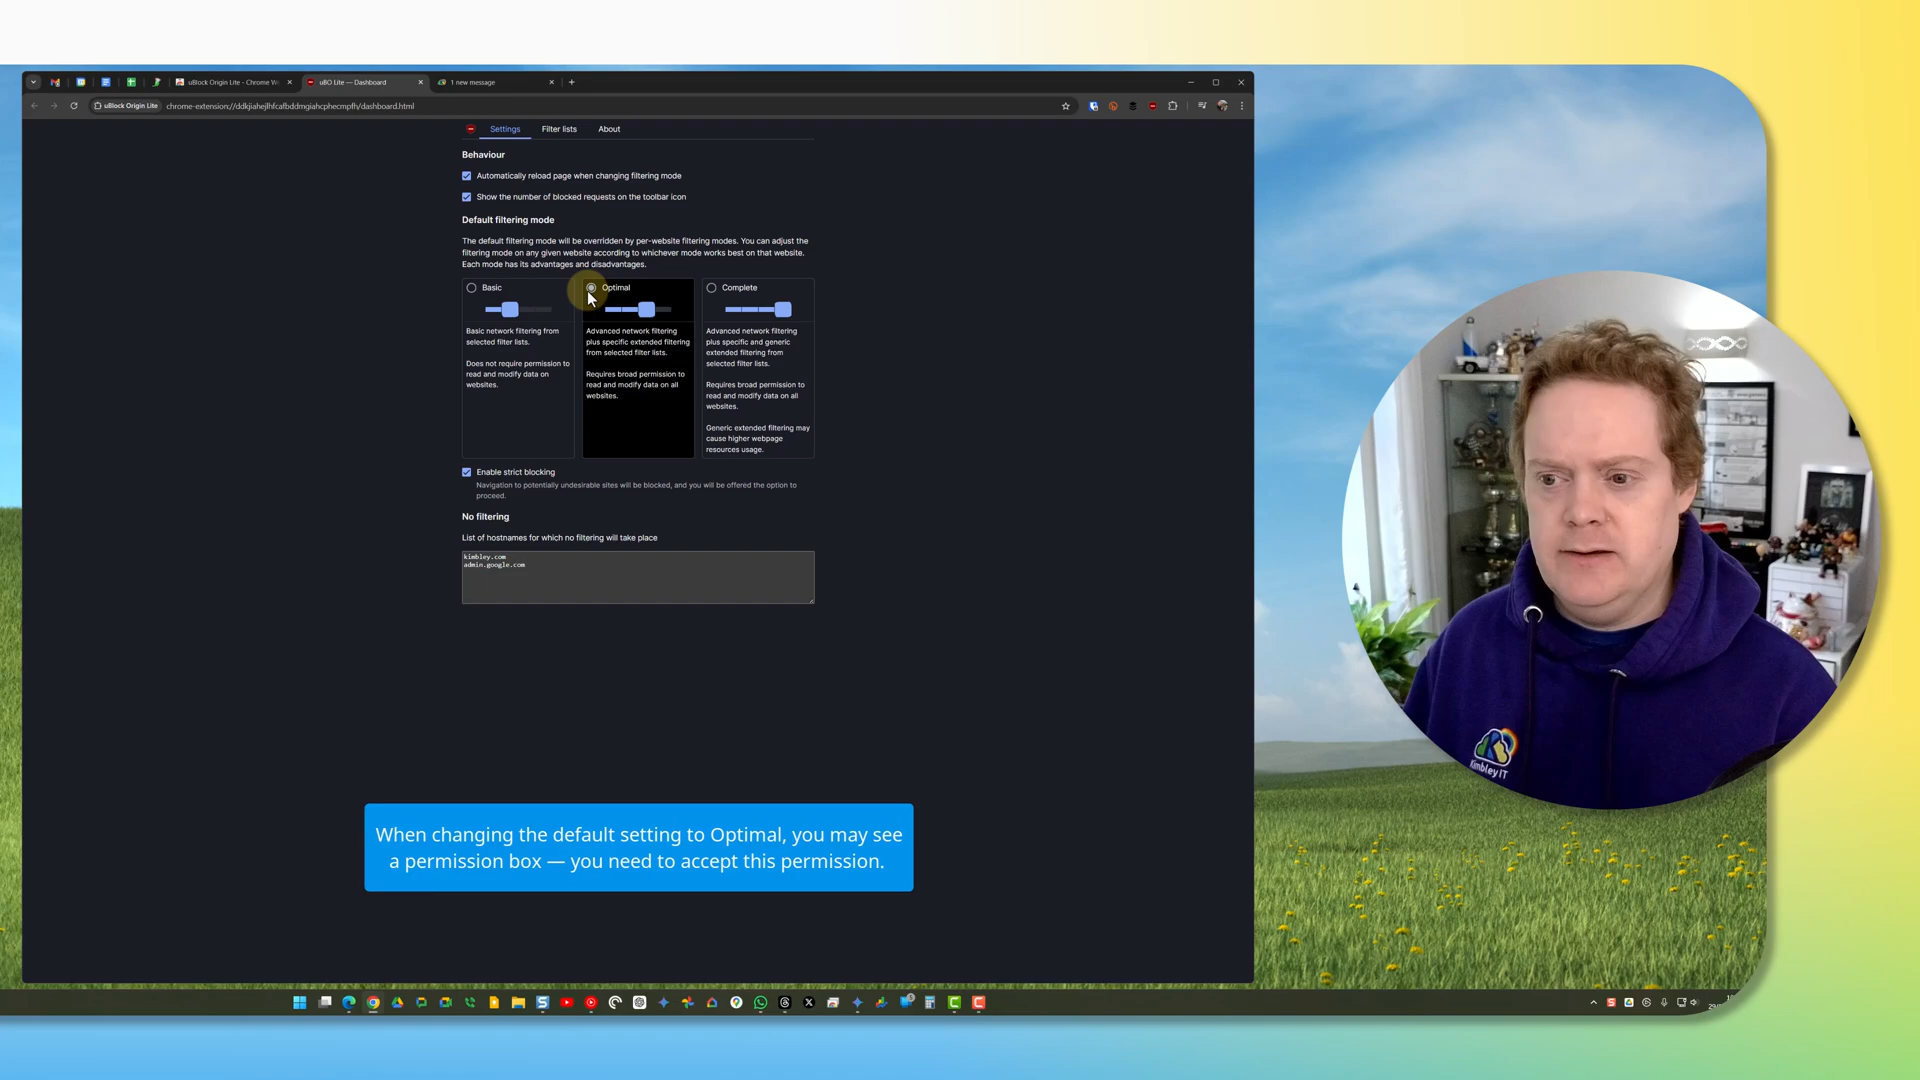 uBlock Origin Lite - Chrome W
uBO Lite — Dashboard
1 new message
uBlock Origin Lite
chrome-extension://ddkjiahejlhfcafbddmgiahcphecmpfh/dashboard.html
Settings
Filter lists
About
Behaviour
Automatically reload page when changing filtering mode
Show the number of blocked requests on the toolbar icon
Default filtering mode
The default filtering mode will be overridden by per-website filtering modes. You can adjust the
filtering mode on any given website according to whichever mode works best on that website.
Each mode has its advantages and disadvantages.
Basic
Basic network filtering from
selected filter lists.
Does not require permission to
read and modify data on
websites.
Optimal
Advanced network filtering
plus specific extended filtering
from selected filter lists.
Requires broad permission to
read and modify data on all
websites.
Complete
Advanced network filtering
plus specific and generic
extended filtering from
selected filter lists.
Requires broad permission to
read and modify data on all
websites.
Generic extended filtering may
cause higher webpage
resources usage.
Enable strict blocking
Navigation to potentially undesirable sites will be blocked, and you will be offered the option to
proceed.
No filtering
List of hostnames for which no filtering will take place
kimbley.com
admin.google.com
When changing the default setting to Optimal, you may see
a permission box — you need to accept this permission.
Kimbley IT